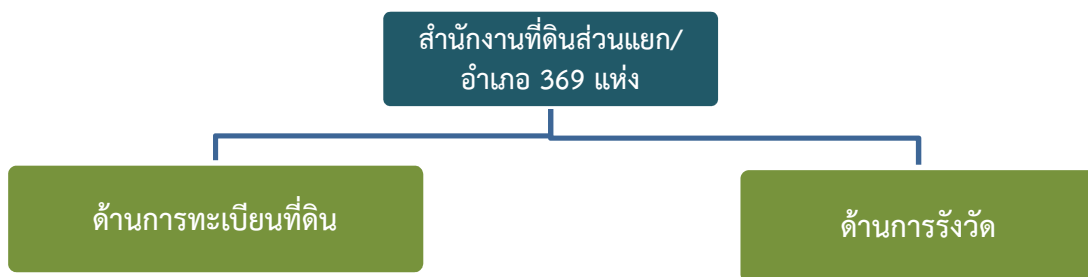 สำนักงานที่ดินส่วนแยก/
อำเภอ 369 แห่ง
ด้านการทะเบียนที่ดิน
ด้านการรังวัด